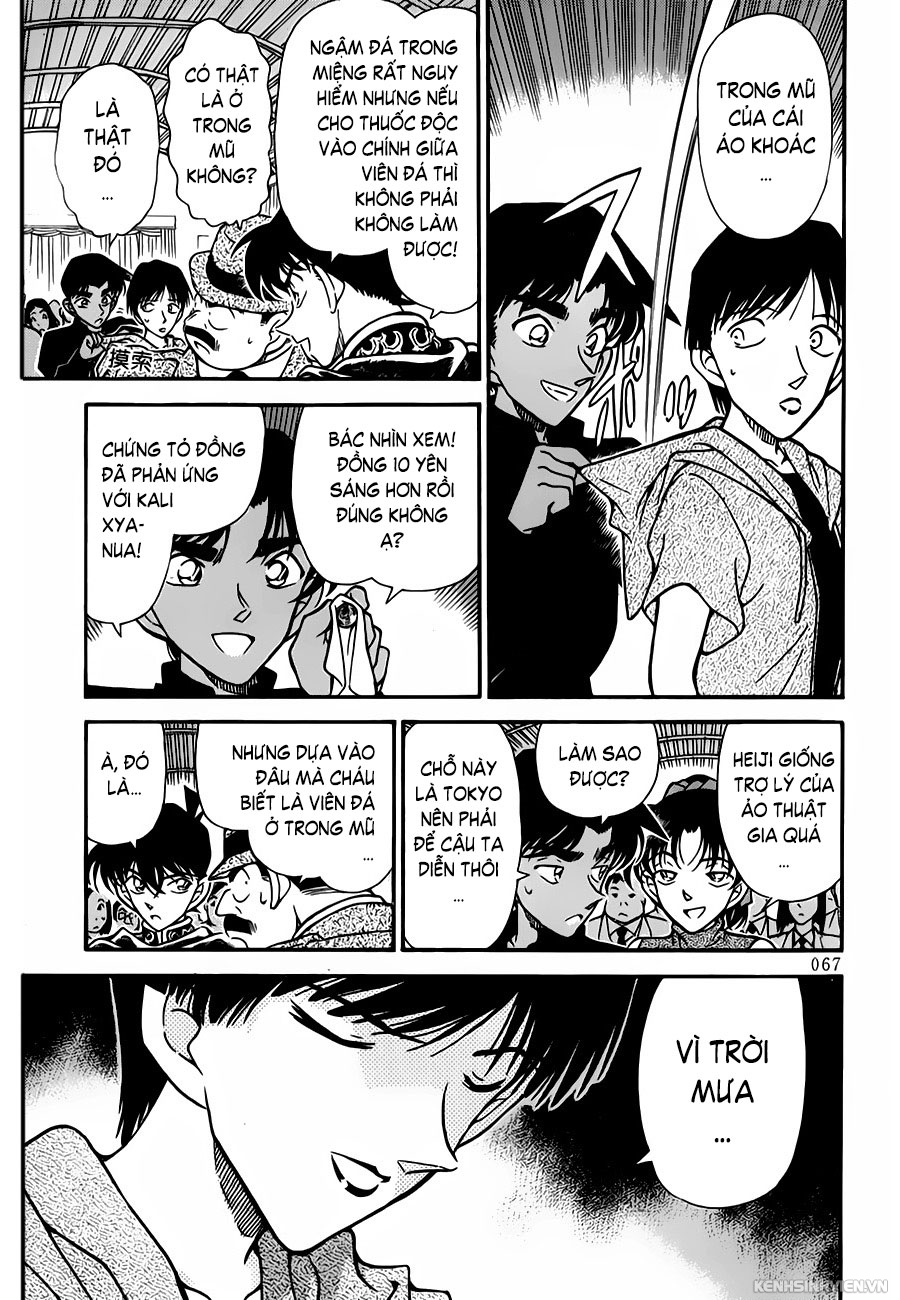 TRONG MŨ
CỦA CÁI
ÁO KHOÁC
...
NGẬM ĐÁ TRONG
MIỆNG RẤT NGUY
HIỂM NHƯNG NẾU
CHO THUỐC ĐỘC
VÀO CHÍNH GIỮA
VIÊN ĐÁ THÌ
KHÔNG PHẢI
KHÔNG LÀM
ĐƯỢC!
CÓ THẬT
LÀ Ở
TRONG
MŨ
KHÔNG?
LÀ
THẬT
ĐÓ
...
摸索
BÁC NHÌN XEM!
ĐỒNG 10 YÊN
SÁNG HƠN RỒI
ĐÚNG KHÔNG
Ạ?
CHỨNG TỎ ĐỒNG
ĐÃ PHẢN ỨNG
VỚI KALI
XYA-
NUA!
HEIJI GIỐNG
TRỢ LÝ CỦA
ẢO THUẬT
GIA QUÁ
...
LÀM SAO
ĐƯỢC?
CHỖ NÀY
LÀ TOKYO
NÊN PHẢI
ĐỂ CẬU TA
DIỄN THÔI
...
NHƯNG DỰA VÀO
ĐÂU MÀ CHÁU
BIẾT LÀ VIÊN ĐÁ
Ở TRONG MŨ
...
À, ĐÓ
LÀ...
067
VÌ TRỜI
MƯA
...
KENHSINHVIEN.VN